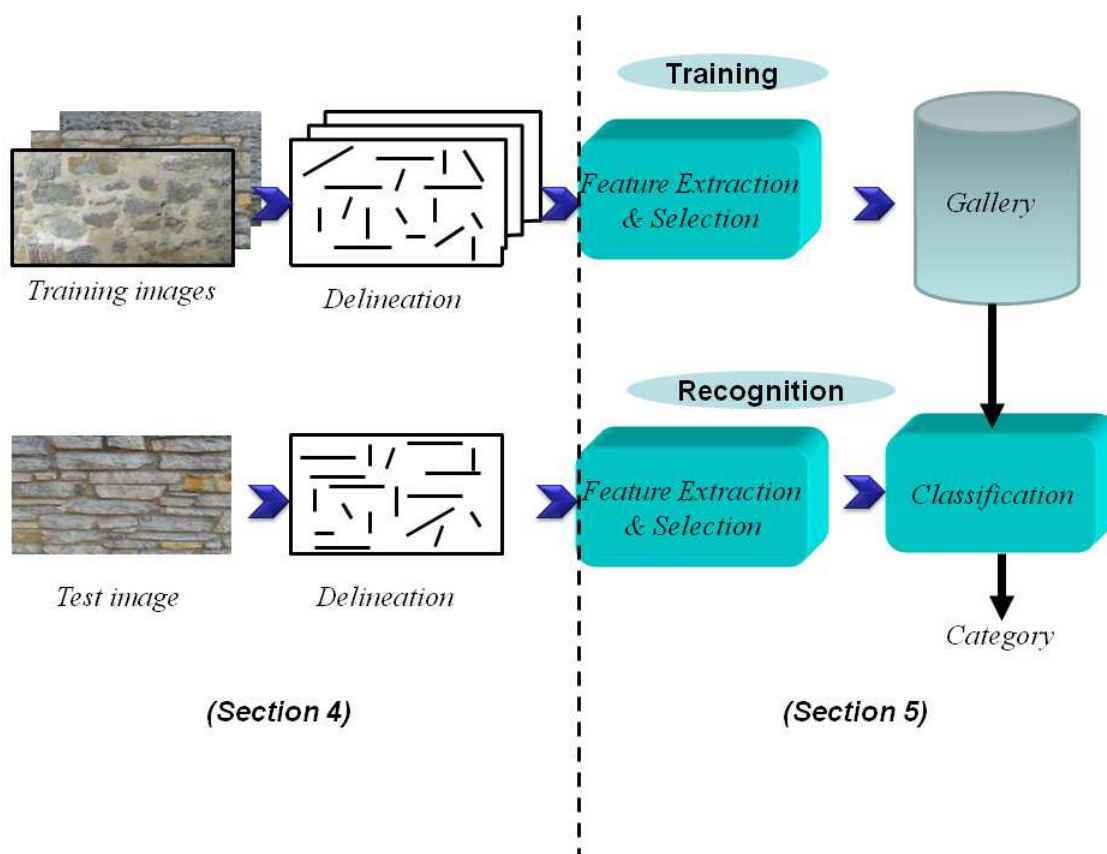 Training
Feature Extraction
& Selection
Gallery
Training images
Delineation
Recognition
Feature Extraction
& Selection
Classification
Test image
Delineation
Category
(Section 4)
(Section 5)